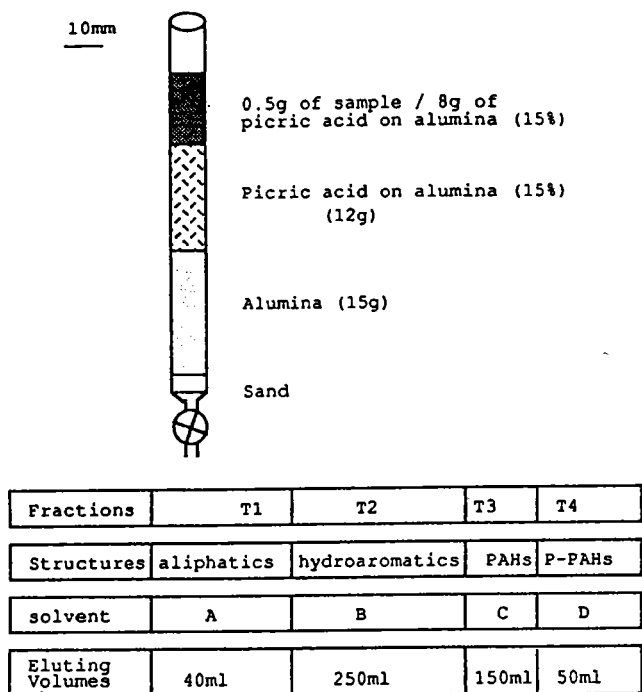 10mm
0.5g of sample / 8g of
picric acid on alumina (15%)
Picric acid on alumina (15%)
(12g)
Alumina (15g)
Sand
Fractions T1 T2 T3 T4
Structures aliphatics hydroaromatics PAHs P-PAHs
solvent A B C D
Eluting
Volumes 40ml 250ml 150ml 50ml